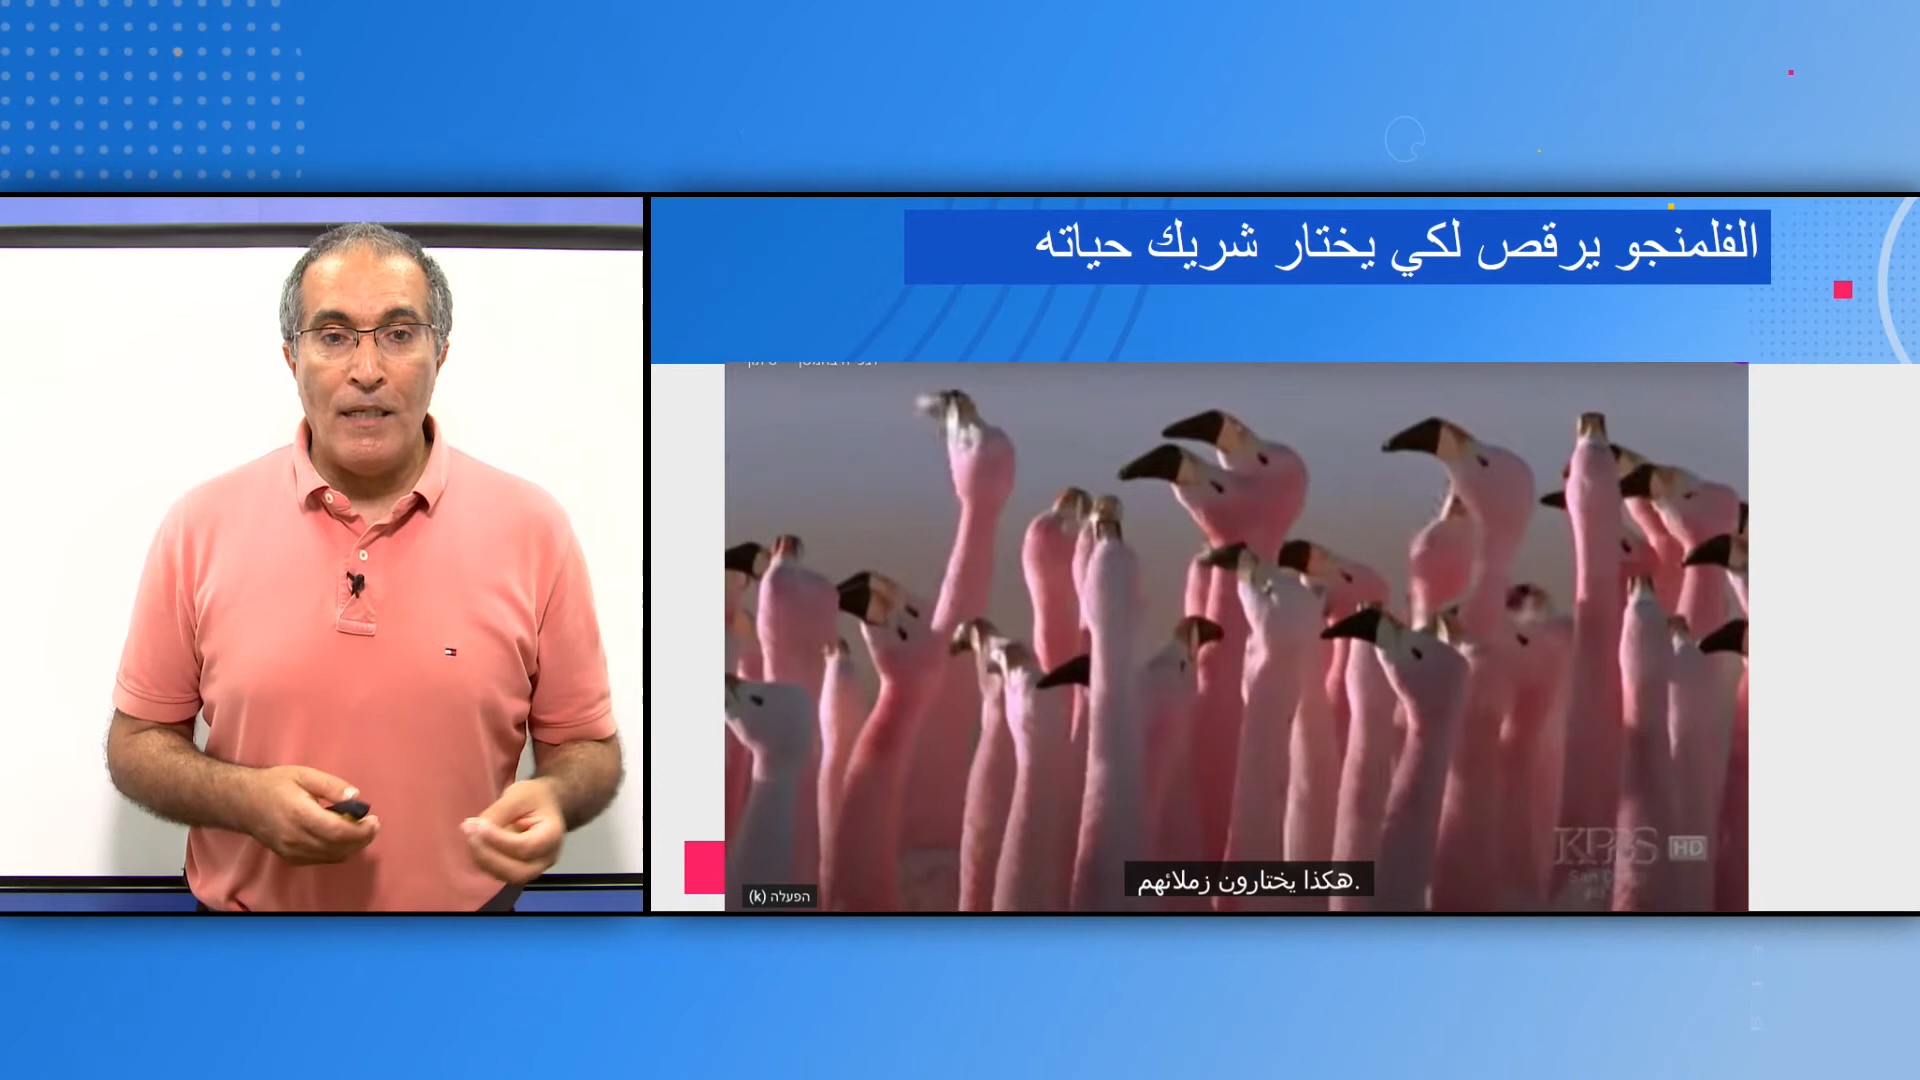 الفلمنجو يرقص لكي يختار شريك حياته
هكذا يختارون زملائهم.
KPBS HD
הפעלה (k)